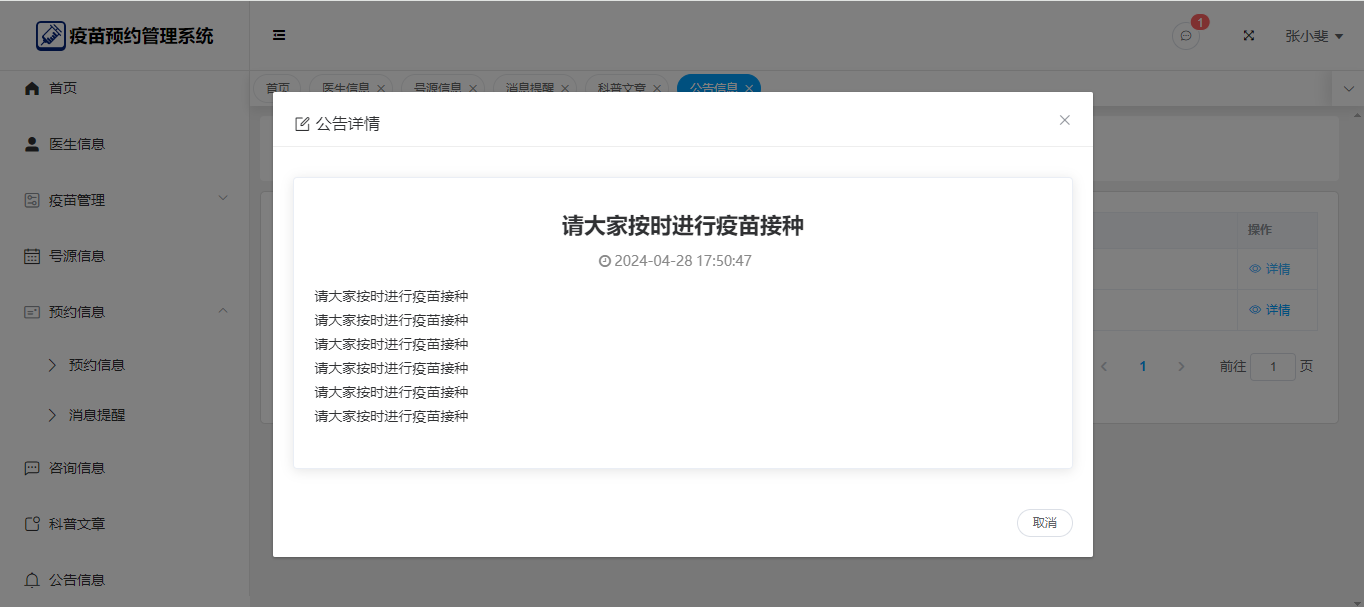 疫苗预约管理系统
1
张小斐
首页
医生信息
疫苗管理
号源信息
预约信息
预约信息
消息提醒
咨询信息
科普文章
公告信息
首页 医生信息 号源信息 消息提醒 科普文章 公告信息
公告详情
请大家按时进行疫苗接种
2024-04-28 17:50:47
请大家按时进行疫苗接种
请大家按时进行疫苗接种
请大家按时进行疫苗接种
请大家按时进行疫苗接种
请大家按时进行疫苗接种
请大家按时进行疫苗接种
取消
操作
详情
详情
1 前往 1 页